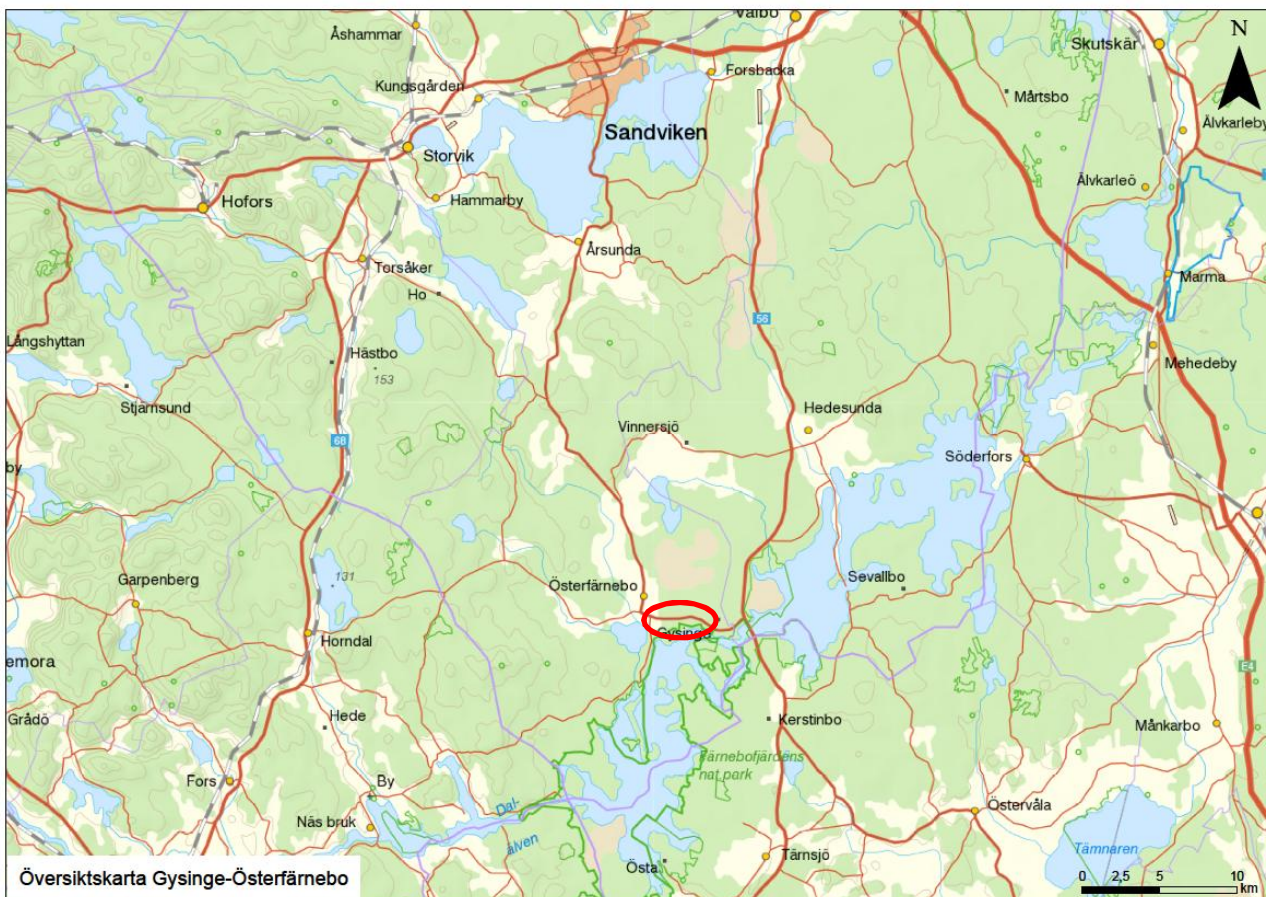 Åshammar
Valbo
Skutskär
N
Kungsgården
Forsbacka
Mårtsbo
Sandviken
Älvkarleby
Storvik
Älvkarleö
Hofors
Hammarby
Årsunda
Torsåker
Ho
Marma
56
Långshyttan
Hästbo
153
Mehedeby
Stjärnsund
Hedesunda
68
Vinnersjö
Söderfors
by
131
Garpenberg
Österfärnebo
Sevallbo
Gysinge
Horndal
emora
E4
Grådö
Hede
Kerstinbo
Månkarbo
Färnebofjärdens
nat park
Fors
By
Dal-
älven
Östervåla
Näs bruk
Tämnaren
Tärnsjö
Östa
Översiktskarta Gysinge-Österfärnebo
0 2,5 5 10
km